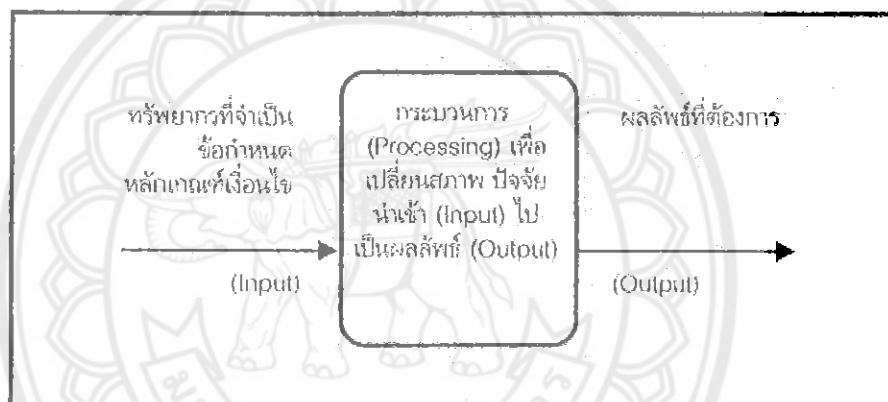 ทรัพยากรที่จำเป็น
ข้อกำหนด
หลักเกณฑ์เงื่อนไข
(Input)
กระบวนการ
(Processing) เพื่อ
เปลี่ยนสภาพ ปัจจัย
นำเข้า (Input) ไป
เป็นผลลัพธ์ (Output)
ผลลัพธ์ที่ต้องการ
(Output)